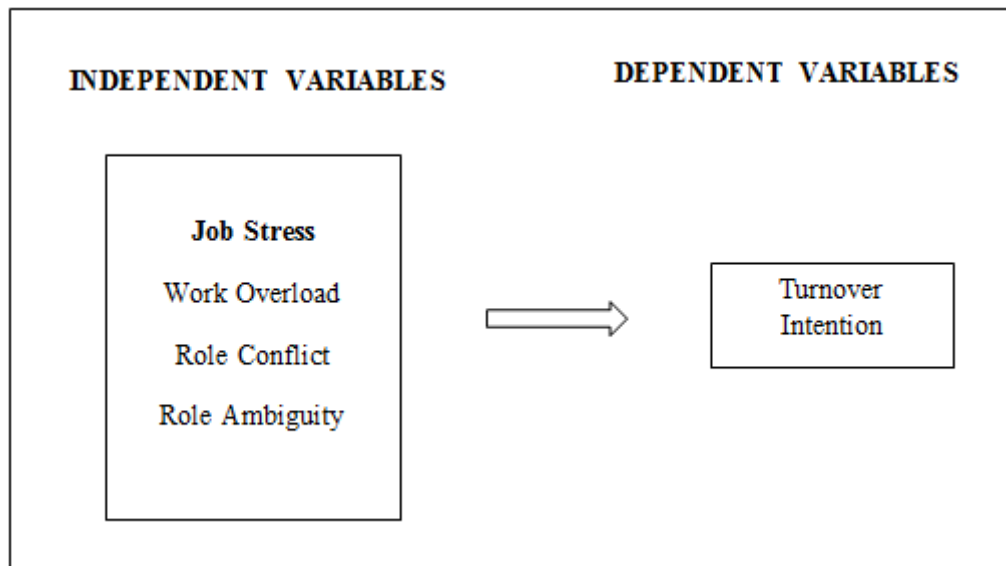 INDEPENDENT VARIABLES
DEPENDENT VARIABLES
Job Stress
Work Overload
Role Conflict
Role Ambiguity
Turnover
Intention